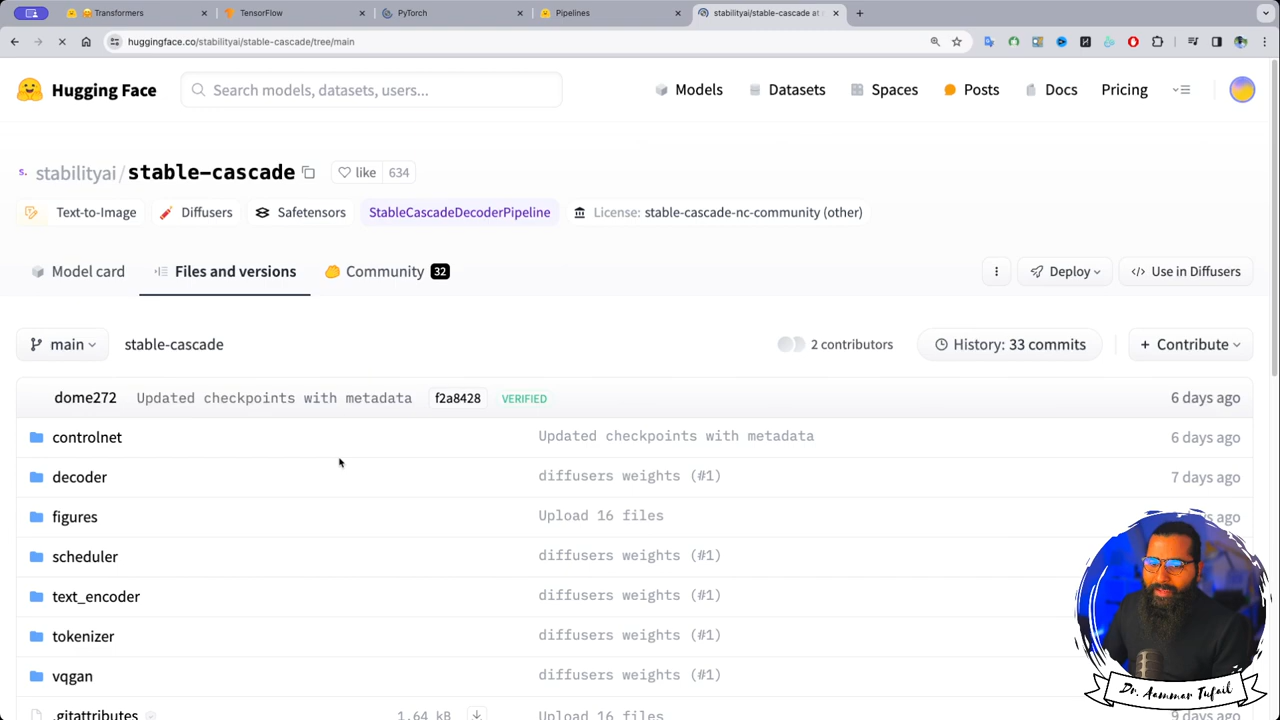 Transformers
TensorFlow
PyTorch
Pipelines
stabilityai/stable-cascade at
huggingface.co/stabilityai/stable-cascade/tree/main
Hugging Face
Search models, datasets, users...
Models
Datasets
Spaces
Posts
Docs
Pricing
s.
stabilityai/stable-cascade
like
634
Text-to-Image
Diffusers
Safetensors
StableCascadeDecoderPipeline
License: stable-cascade-nc-community (other)
Model card
Files and versions
Community 32
Deploy
Use in Diffusers
main
stable-cascade
2 contributors
History: 33 commits
+ Contribute
dome272 Updated checkpoints with metadata f2a8428 VERIFIED 6 days ago
controlnet Updated checkpoints with metadata 6 days ago
decoder diffusers weights (#1) 7 days ago
figures Upload 16 files ago
scheduler diffusers weights (#1)
text_encoder diffusers weights (#1)
tokenizer diffusers weights (#1)
vqgan diffusers weights (#1)
.gitattributes 1.64 kB Upload 16 files 9 days ago
Dr. Aammar Tufail